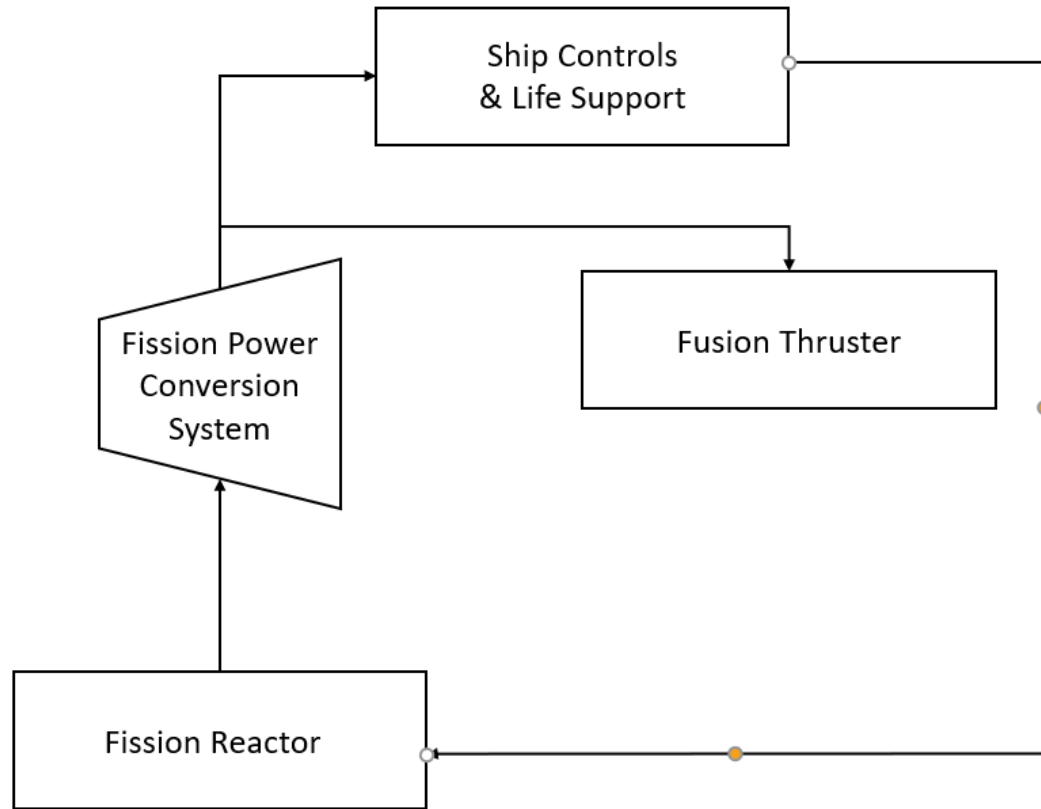 Ship Controls
& Life Support
Fusion Thruster
Fission Power
Conversion
System
Fission Reactor